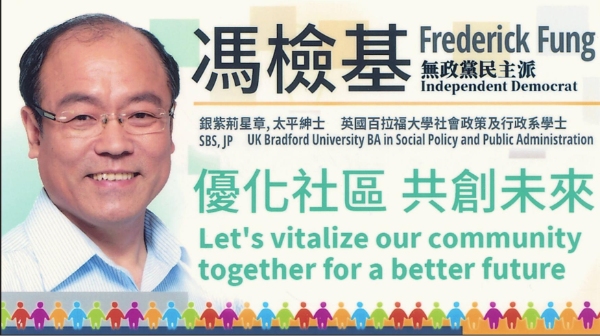 馮檢基
Frederick Fung
無政黨民主派
Independent Democrat
銀紫荊星章, 太平紳士 英國百拉福大學社會政策及行政系學士
SBS, JP UK Bradford University BA in Social Policy and Public Administration
優化社區 共創未來
Let's vitalize our community
together for a better future